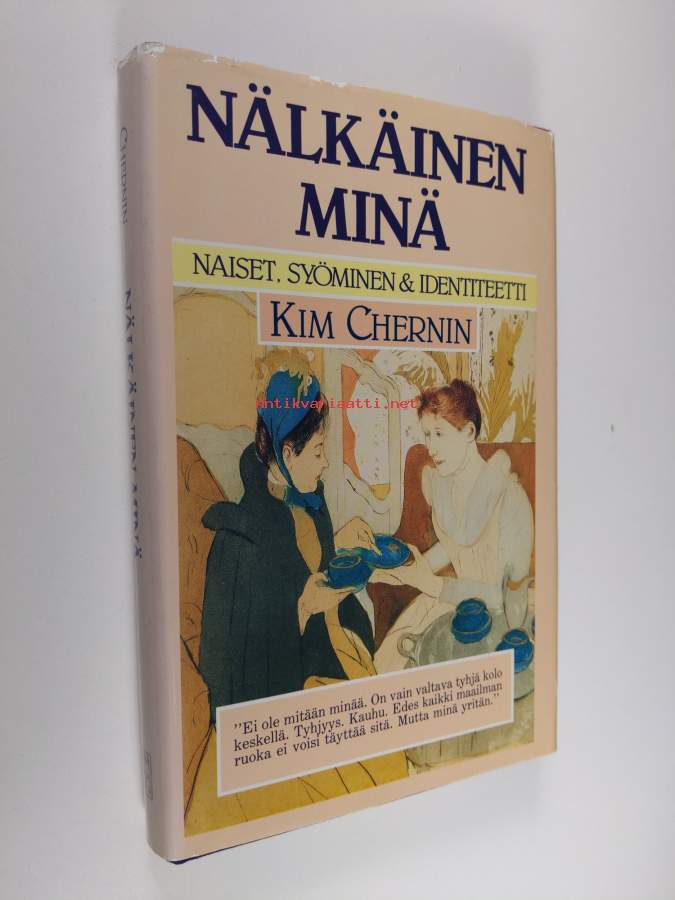 NÄLKÄINEN
MINÄ
NAISET, SYÖMINEN & IDENTITEETTI
KIM CHERNIN
Antikvariaatti.net
"Ei ole mitään minää. On vain valtava tyhjä kolo
keskellä. Tyhjyys. Kauhu. Edes kaikki maailman
ruoka ei voisi täyttää sitä. Mutta minä yritän."
CHERNIN
NÄLKÄINEN MINÄ